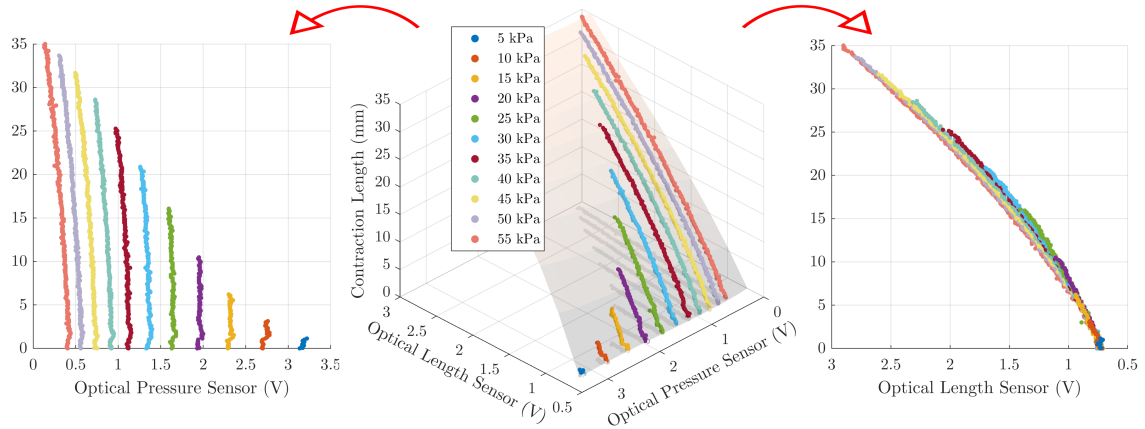 35
30
25
20
15
10
5
0
0 0.5 1 1.5 2 2.5 3 3.5
Optical Pressure Sensor (V)
5 kPa
10 kPa
15 kPa
20 kPa
25 kPa
30 kPa
35 kPa
40 kPa
45 kPa
50 kPa
55 kPa
Contraction Length (mm)
35
30
25
20
15
10
5
0
3
2.5
2
1.5
1
0.5
Optical Length Sensor (V)
3
2
1
0
Optical Pressure Sensor (V)
35
30
25
20
15
10
5
0
3 2.5 2 1.5 1 0.5
Optical Length Sensor (V)